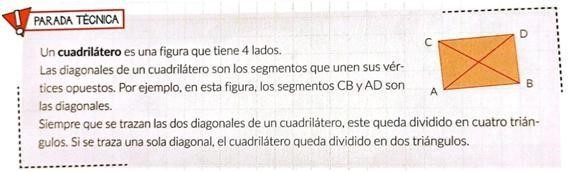 PARADA TÉCNICA
Un cuadrilátero es una figura que tiene 4 lados.
Las diagonales de un cuadrilátero son los segmentos que unen sus vér-
tices opuestos. Por ejemplo, en esta figura, los segmentos CB y AD son
las diagonales.
Siempre que se trazan las dos diagonales de un cuadrilátero, este queda dividido en cuatro trián-
gulos. Si se traza una sola diagonal, el cuadrilátero queda dividido en dos triángulos.
C
D
A
B